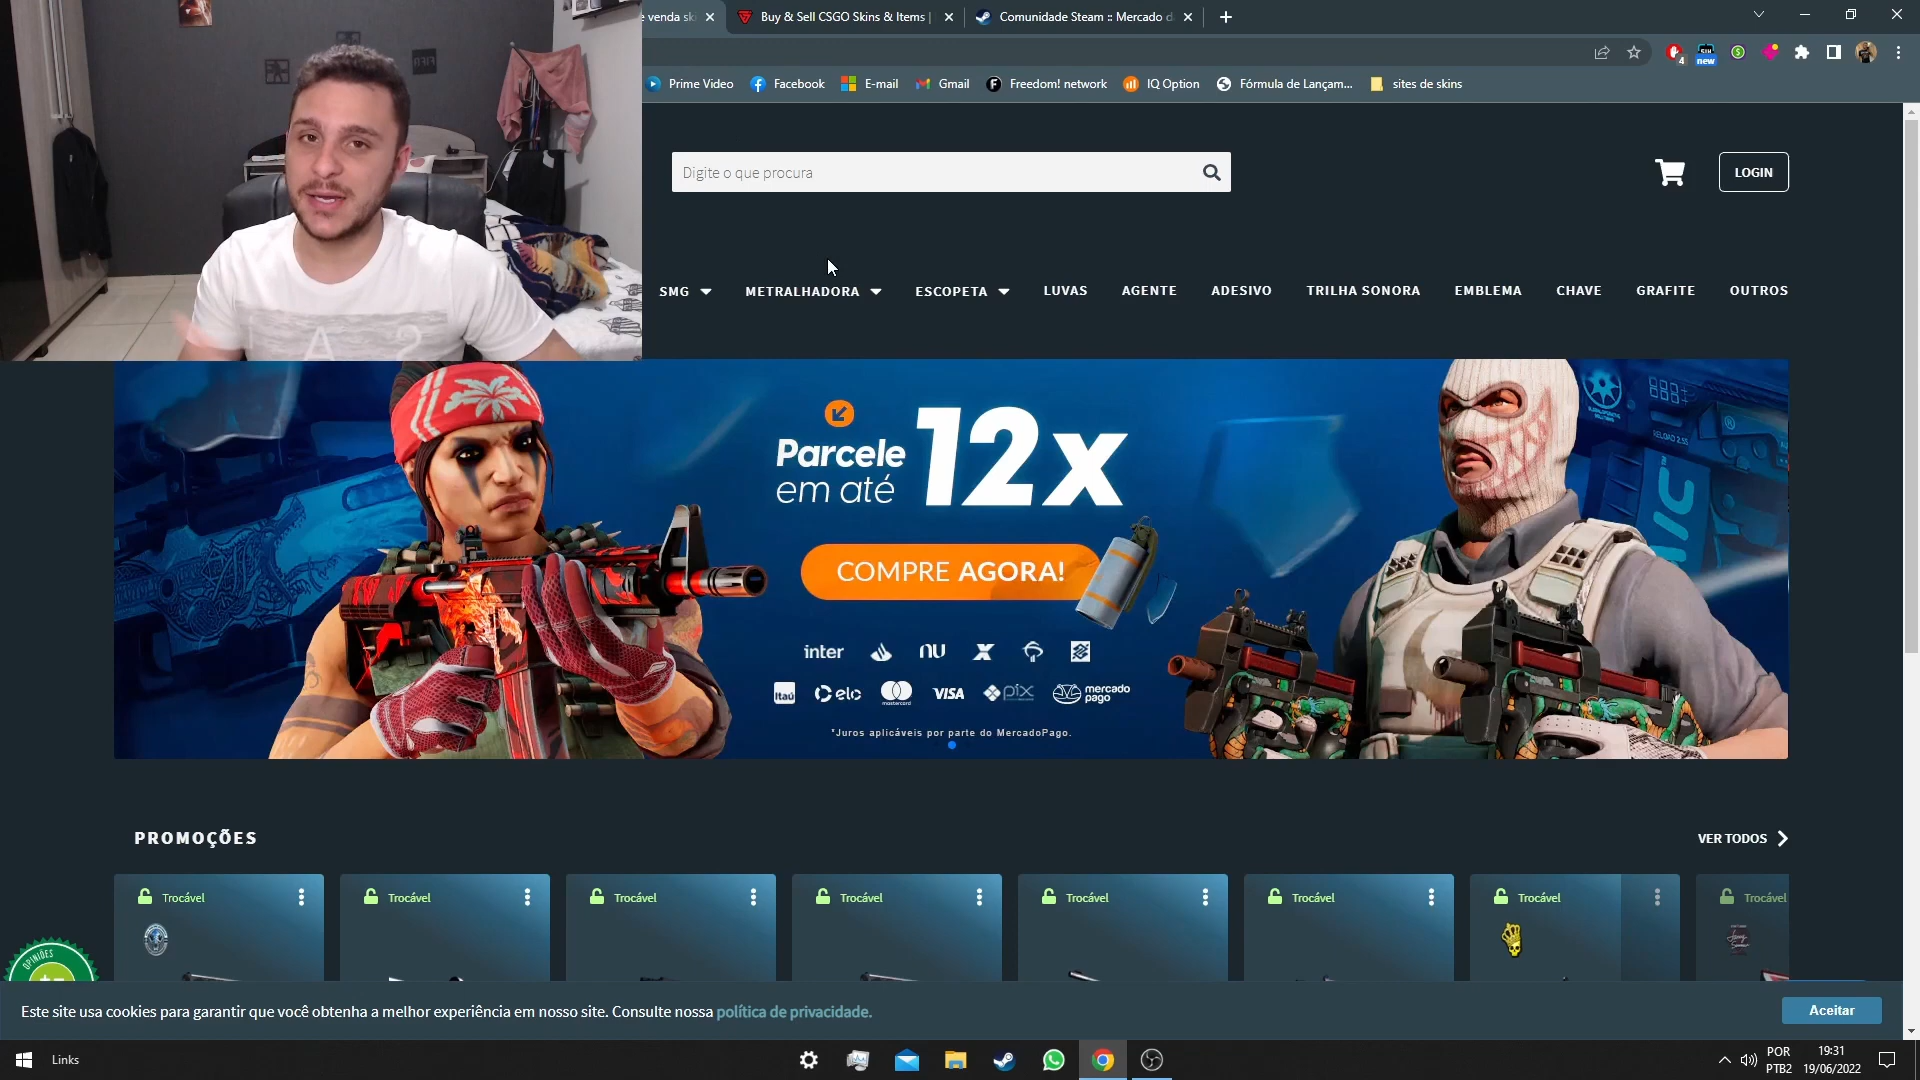 e venda sk
Buy & Sell CSGO Skins & Items |
Comunidade Steam :: Mercado d
4
new
Prime Video
Facebook
E-mail
Gmail
Freedom! network
IQ Option
Fórmula de Lançam...
sites de skins
Digite o que procura
LOGIN
SMG
METRALHADORA
ESCOPETA
LUVAS
AGENTE
ADESIVO
TRILHA SONORA
EMBLEMA
CHAVE
GRAFITE
OUTROS
Parcele
em até
12x
COMPRE AGORA!
inter
nu
Itaú
elo
mastercard
VISA
pix
mercado
pago
*Juros aplicáveis por parte do MercadoPago.
PROMOÇÕES
VER TODOS
Trocável
Trocável
Trocável
Trocável
Trocável
Trocável
Trocável
Trocável
OPINIÕES
Este site usa cookies para garantir que você obtenha a melhor experiência em nosso site. Consulte nossa política de privacidade.
Aceitar
Links
POR
PTB2
19:31
19/06/2022